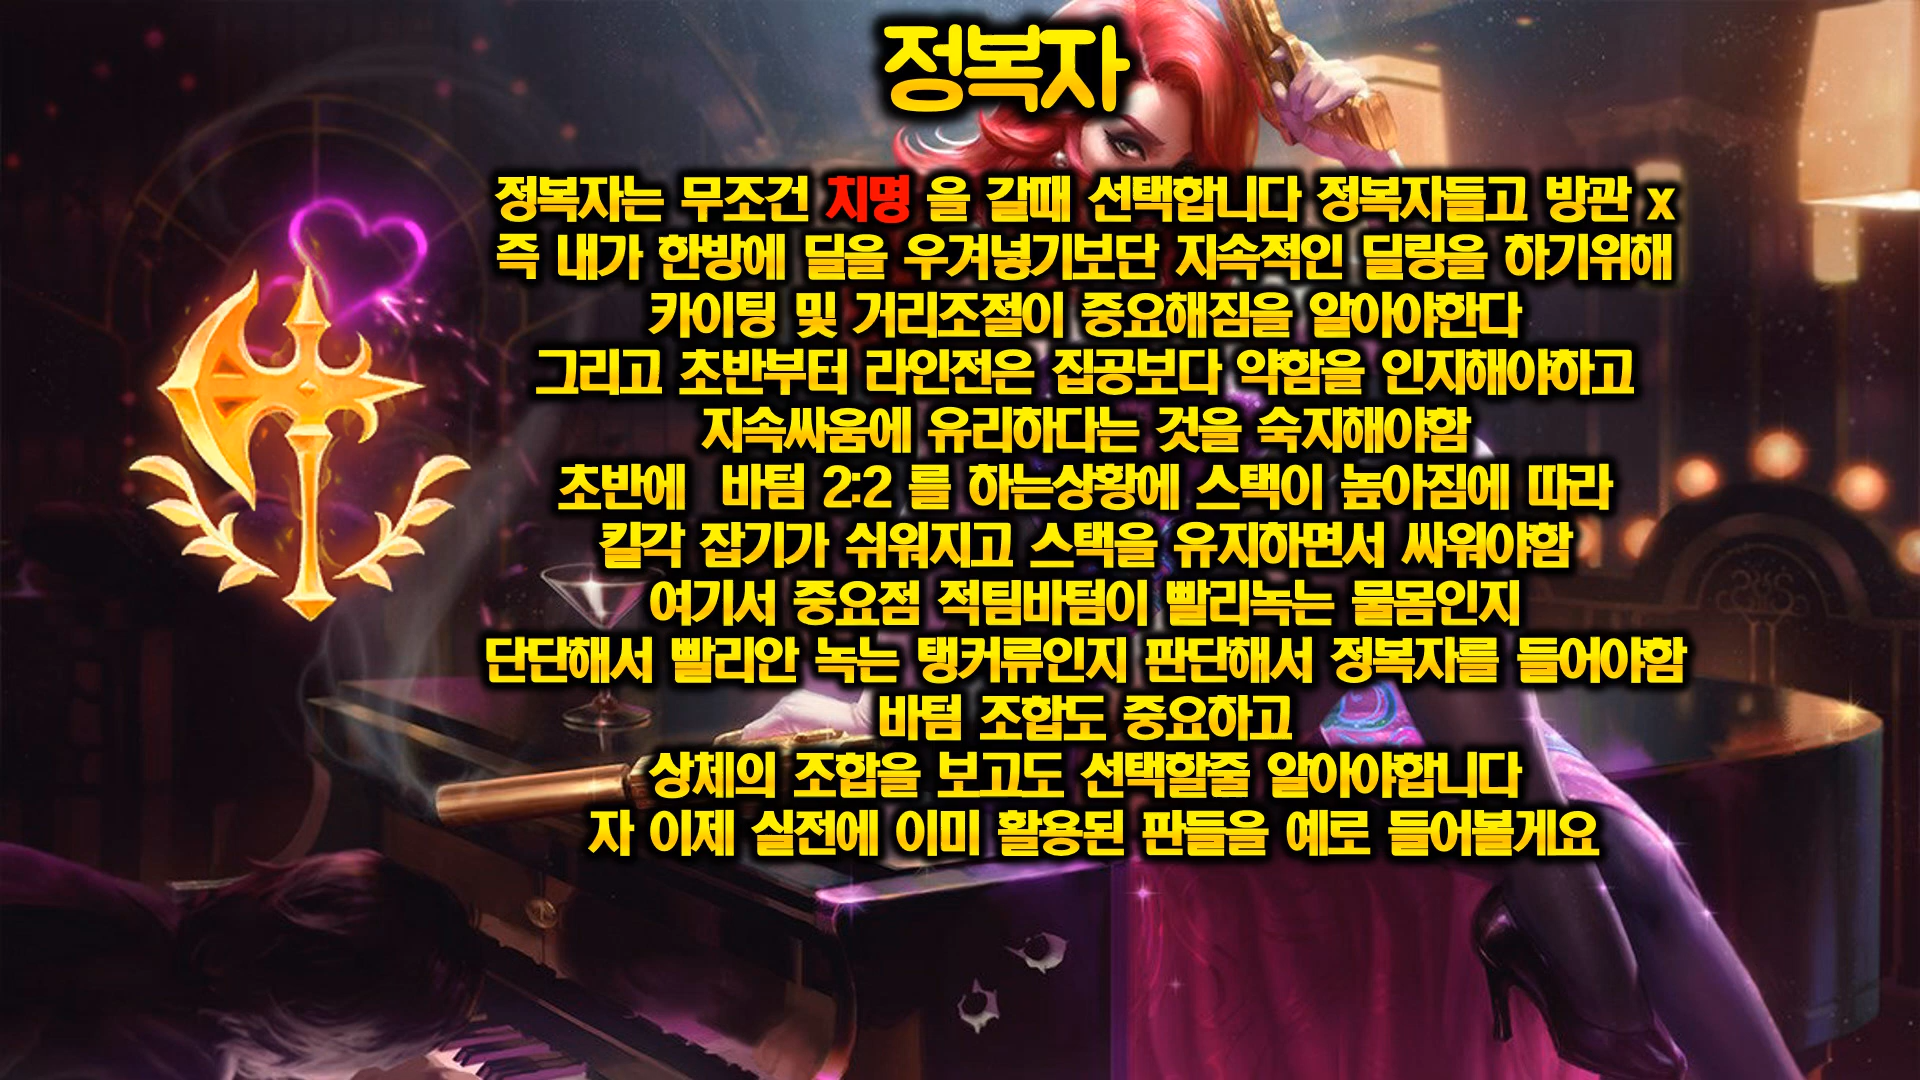 정복자
정복자는 무조건 치명 을 갈때 선택합니다 정복자들고 방관 x
즉 내가 한방에 딜을 우겨넣기보단 지속적인 딜링을 하기위해
카이팅 및 거리조절이 중요해짐을 알아야한다
그리고 초반부터 라인전은 집공보다 약함을 인지해야하고
지속싸움에 유리하다는 것을 숙지해야함
초반에 바텀 2:2 를 하는상황에 스택이 높아짐에 따라
킬각 잡기가 쉬워지고 스택을 유지하면서 싸워야함
여기서 중요점 적팀바텀이 빨리녹는 물몸인지
단단해서 빨리안 녹는 탱커류인지 판단해서 정복자를 들어야함
바텀 조합도 중요하고
상체의 조합을 보고도 선택할줄 알아야합니다
자 이제 실전에 이미 활용된 판들을 예로 들어볼게요